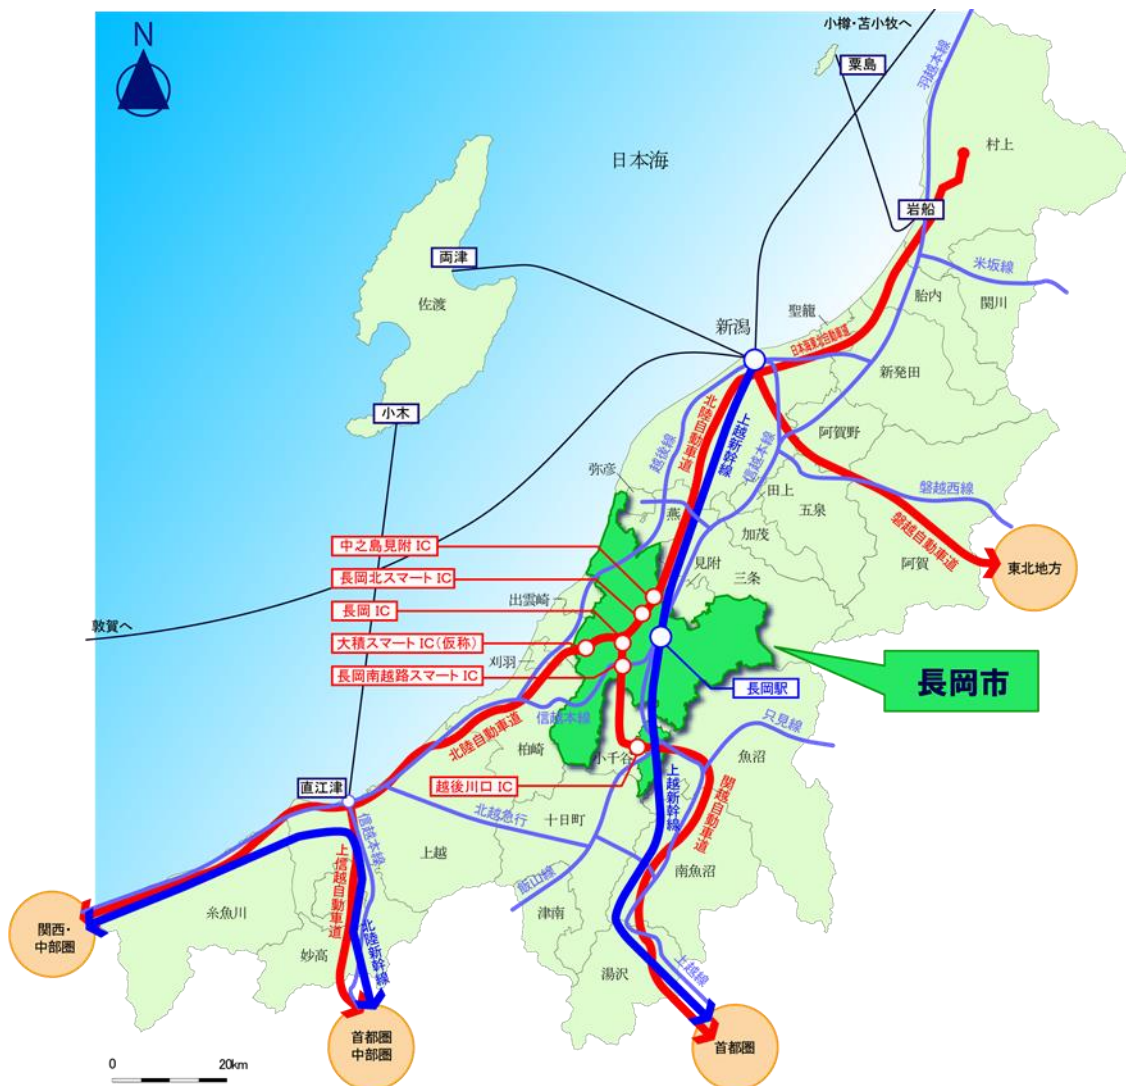 小樽・苫小牧へ
N
粟島
羽越本線
村上
日本海
岩船
両津
米坂線
佐渡
胎内
関川
聖龍
新潟
日本海東北自動車道
新発田
小木
北陸自動車道
上越新幹線
阿賀野
越後線
信越本線
弥彦
田上
磐越西線
燕
五泉
加茂
磐越自動車道
中之島見附 IC
見附
阿賀
東北地方
長岡北スマート IC
三条
出雲崎
長岡 IC
敦賀へ
大積スマート IC(仮称)
刈羽
長岡南越路スマート IC
長岡駅
長岡市
信越本線
只見線
北陸自動車道
柏崎
小千谷
魚沼
直江津
越後川口 IC
上越新幹線
関越自動車道
北越急行
十日町
信越本線
上越
上信越自動車道
南魚沼
飯山線
糸魚川
津南
関西・
中部圏
北陸新幹線
妙高
湯沢
上越線
首都圏
中部圏
首都圏
0
20km